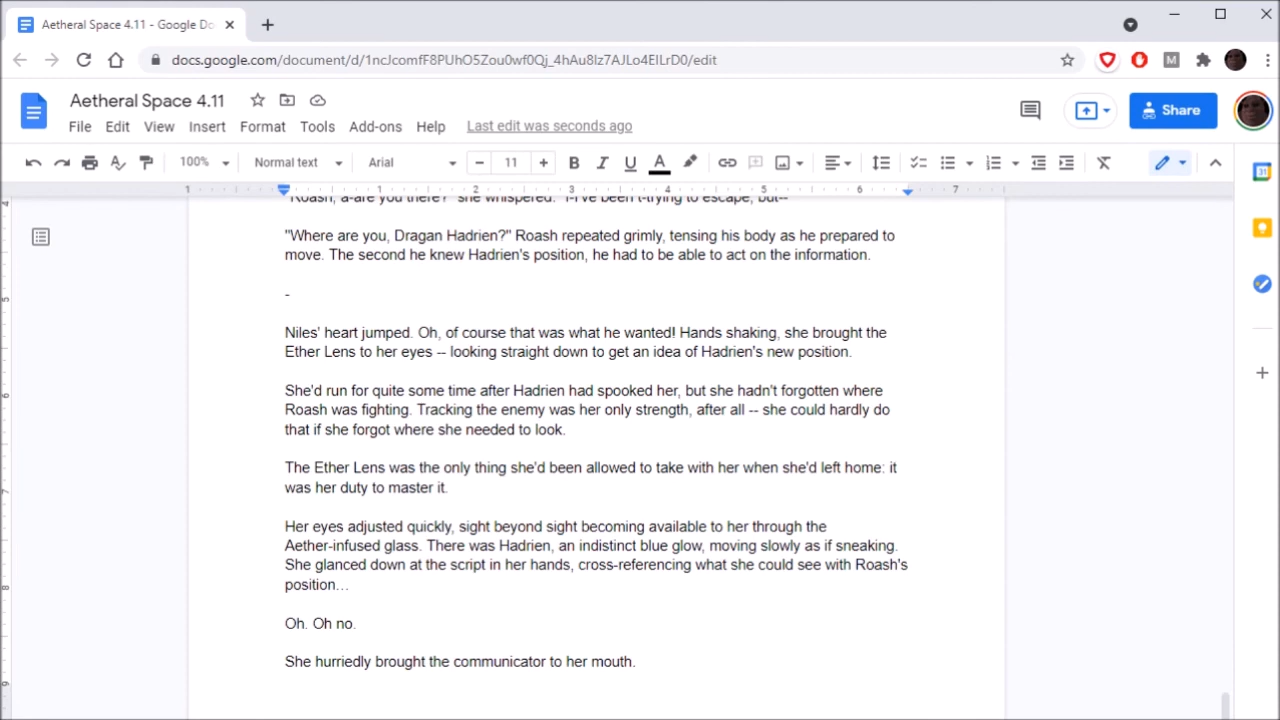 Aetheral Space 4.11 - Google Do
docs.google.com/document/d/1ncJcomfF8PUhO5Zou0wf0Qj_4hAu8lz7AJLo4EILrD0/edit
Aetheral Space 4.11
File Edit View Insert Format Tools Add-ons Help Last edit was seconds ago
Share
100% Normal text Arial 11
1 1 2 3 4 5 6 7
"Roash, a-are you there?" she whispered. "I-I've been t-trying to escape, but--
"Where are you, Dragan Hadrien?" Roash repeated grimly, tensing his body as he prepared to
move. The second he knew Hadrien's position, he had to be able to act on the information.
-
Niles' heart jumped. Oh, of course that was what he wanted! Hands shaking, she brought the
Ether Lens to her eyes -- looking straight down to get an idea of Hadrien's new position.
She'd run for quite some time after Hadrien had spooked her, but she hadn't forgotten where
Roash was fighting. Tracking the enemy was her only strength, after all -- she could hardly do
that if she forgot where she needed to look.
The Ether Lens was the only thing she'd been allowed to take with her when she'd left home: it
was her duty to master it.
Her eyes adjusted quickly, sight beyond sight becoming available to her through the
Aether-infused glass. There was Hadrien, an indistinct blue glow, moving slowly as if sneaking.
She glanced down at the script in her hands, cross-referencing what she could see with Roash's
position…
Oh. Oh no.
She hurriedly brought the communicator to her mouth.